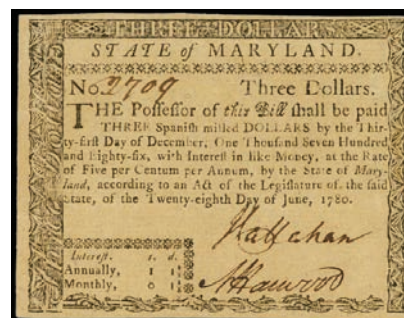 THREE DOLLARS
STATE of MARYLAND.
No. 2709 Three Dollars.
THE Poſſeſſor of this Bill ſhall be paid
THREE Spaniſh milled DOLLARS by the Thir-
ty-firſt Day of December, One Thouſand Seven Hundred
and Eighty-ſix, with Intereſt in like Money, at the Rate
of Five per Centum per Annum, by the State of Mary-
land, according to an Act of the Legiſlature of the ſaid
State, of the Twenty-eighth Day of June, 1780.
Callahan
Intereſt. s. d.
Annually, 1 1
Monthly, 0 1
Harwood